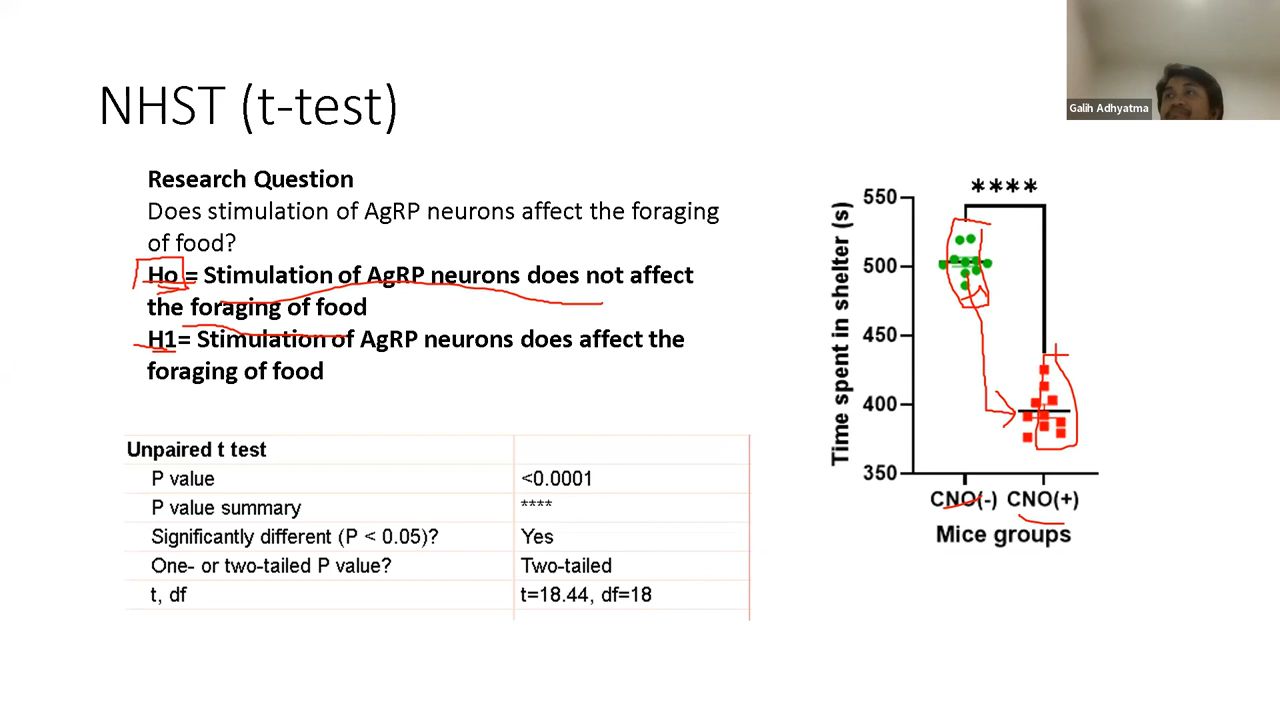 Galih Adhyatma
NHST (t-test)
Research Question
Does stimulation of AgRP neurons affect the foraging
of food?
Ho = Stimulation of AgRP neurons does not affect
the foraging of food
H1= Stimulation of AgRP neurons does affect the
foraging of food
Unpaired t test
P value <0.0001
P value summary ****
Significantly different (P < 0.05)? Yes
One- or two-tailed P value? Two-tailed
t, df t=18.44, df=18
****
Time spent in shelter (s)
550
500
450
400
350
CNO(-) CNO(+)
Mice groups